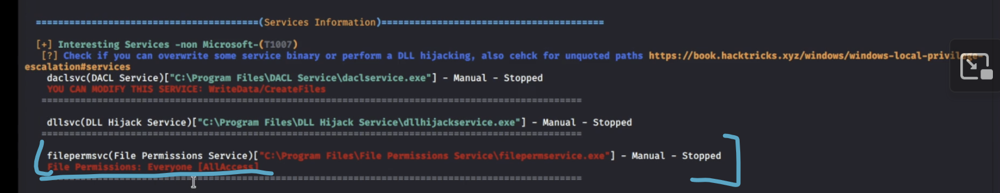 ========================================(Services Information)========================================
[+] Interesting Services -non Microsoft-(T1007)
[?] Check if you can overwrite some service binary or perform a DLL hijacking, also cehck for unquoted paths https://book.hacktricks.xyz/windows/windows-local-privilege-
escalation#services
daclsvc(DACL Service)["C:\Program Files\DACL Service\daclservice.exe"] - Manual - Stopped
YOU CAN MODIFY THIS SERVICE: WriteData/CreateFiles
=================================================================================================
dllsvc(DLL Hijack Service)["C:\Program Files\DLL Hijack Service\dllhijackservice.exe"] - Manual - Stopped
=================================================================================================
filepermsvc(File Permissions Service)["C:\Program Files\File Permissions Service\filepermservice.exe"] - Manual - Stopped
File Permissions: Everyone [AllAccess]
=================================================================================================